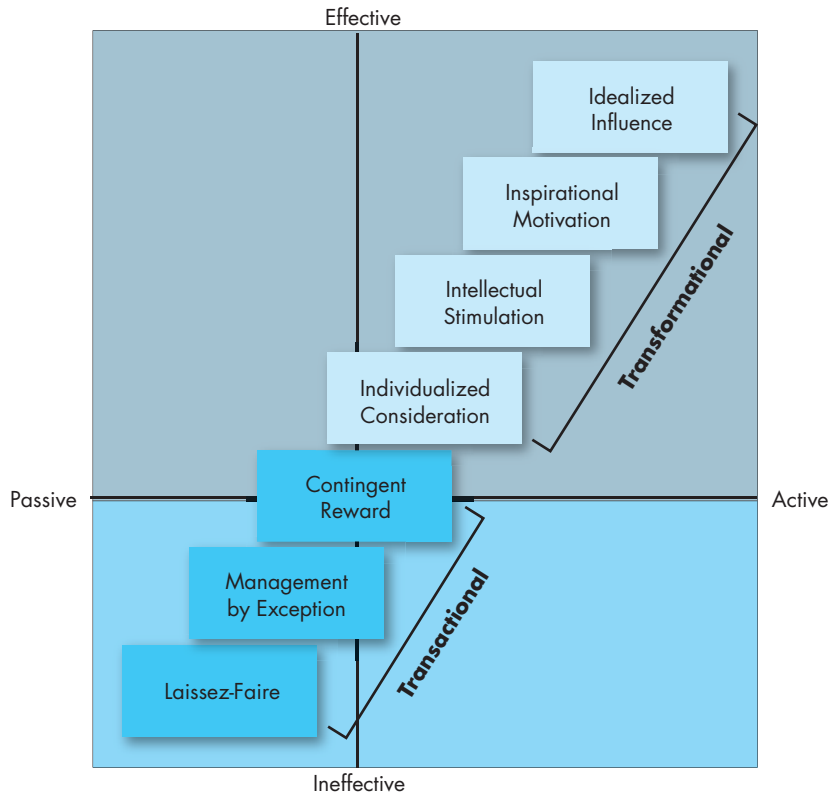 Effective
Idealized
Influence
Inspirational
Motivation
Intellectual
Stimulation
Transformational
Individualized
Consideration
Passive
Contingent
Reward
Active
Management
by Exception
Transactional
Laissez-Faire
Ineffective